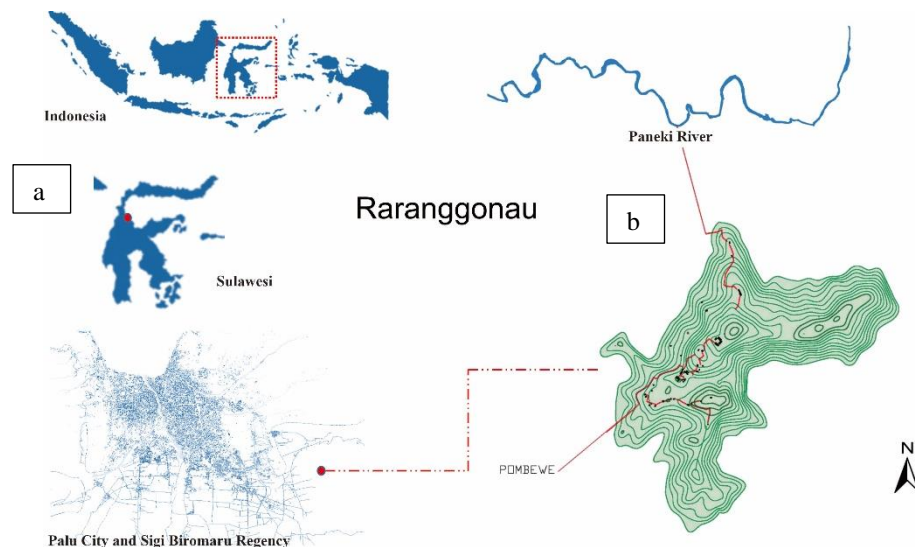 Indonesia
Paneki River
a
Raranggonau
b
Sulawesi
POMBEWE
N
Palu City and Sigi Biromaru Regency